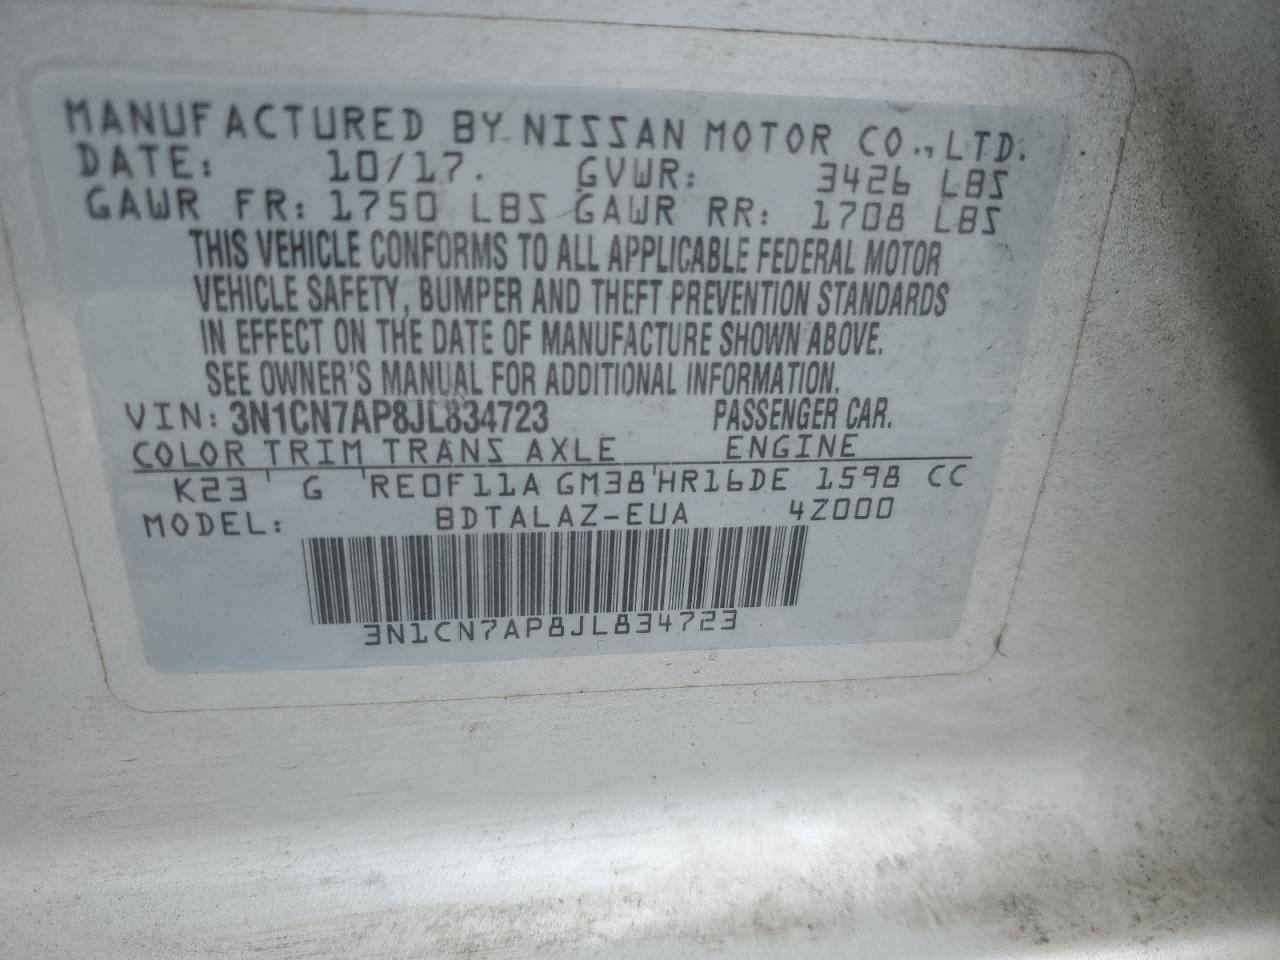 MANUFACTURED BY NISSAN MOTOR CO., LTD.
DATE: 10/17. GVWR: 3426 LBS
GAWR FR: 1750 LBS GAWR RR: 1708 LBS
THIS VEHICLE CONFORMS TO ALL APPLICABLE FEDERAL MOTOR
VEHICLE SAFETY, BUMPER AND THEFT PREVENTION STANDARDS
IN EFFECT ON THE DATE OF MANUFACTURE SHOWN ABOVE.
SEE OWNER'S MANUAL FOR ADDITIONAL INFORMATION.
VIN: 3N1CN7AP8JL834723 PASSENGER CAR.
COLOR TRIM TRANS AXLE ENGINE
K23 G RE0F11A GM38 HR16DE 1598 CC
MODEL: BDTALAZ-EUA 4Z000
3N1CN7AP8JL834723